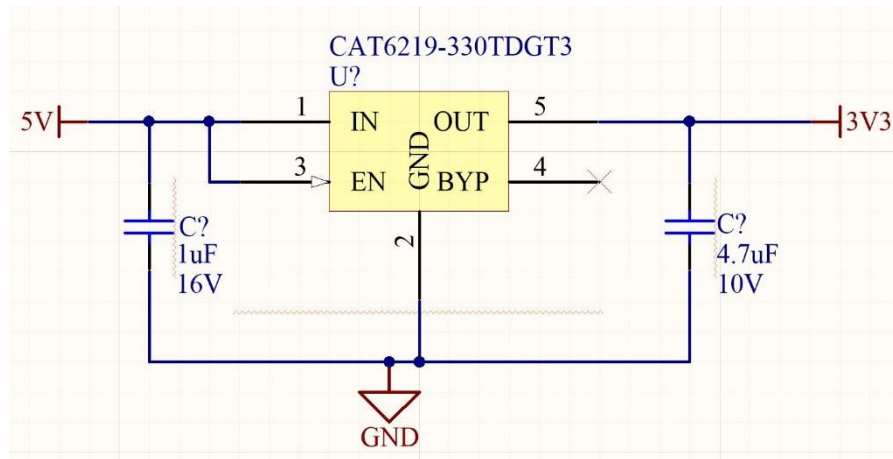 CAT6219-330TDGT3
U?
5V
1
IN
OUT
5
3V3
3
EN
GND
BYP
4
2
C?
1uF
16V
C?
4.7uF
10V
GND